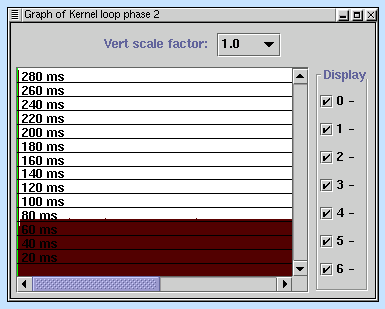 Graph of Kernel loop phase 2
Vert scale factor: 1.0
280 ms
260 ms
240 ms
220 ms
200 ms
180 ms
160 ms
140 ms
120 ms
100 ms
80 ms
60 ms
40 ms
20 ms
Display
0 -
1 -
2 -
3 -
4 -
5 -
6 -